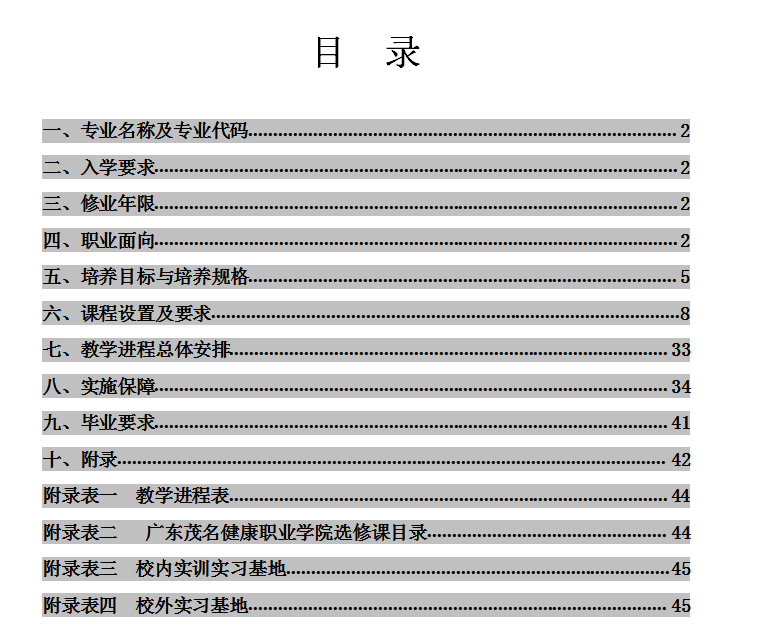 目 录
一、专业名称及专业代码........................................................................ 2
二、入学要求........................................................................ 2
三、修业年限........................................................................ 2
四、职业面向........................................................................ 2
五、培养目标与培养规格........................................................................ 5
六、课程设置及要求........................................................................8
七、教学进程总体安排........................................................................ 33
八、实施保障........................................................................ 34
九、毕业要求........................................................................ 41
十、附录........................................................................ 42
附录表一 教学进程表........................................................................ 44
附录表二 广东茂名健康职业学院选修课目录................................................ 44
附录表三 校内实训实习基地................................................................45
附录表四 校外实习基地........................................................................ 45